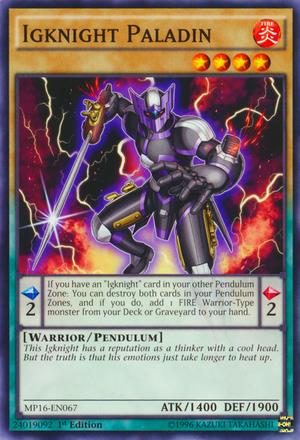 Igknight Paladin
FIRE
If you have an "Igknight" card in your other Pendulum
Zone: You can destroy both cards in your Pendulum
Zones, and if you do, add 1 FIRE Warrior-Type
monster from your Deck or Graveyard to your hand.
2
2
[Warrior/Pendulum]
This Igknight has a reputation as a thinker with a cool head.
But the truth is that his emotions just take longer to heat up.
MP16-EN067
ATK/1400 DEF/1900
24019092 1st Edition
©1996 KAZUKI TAKAHASHI